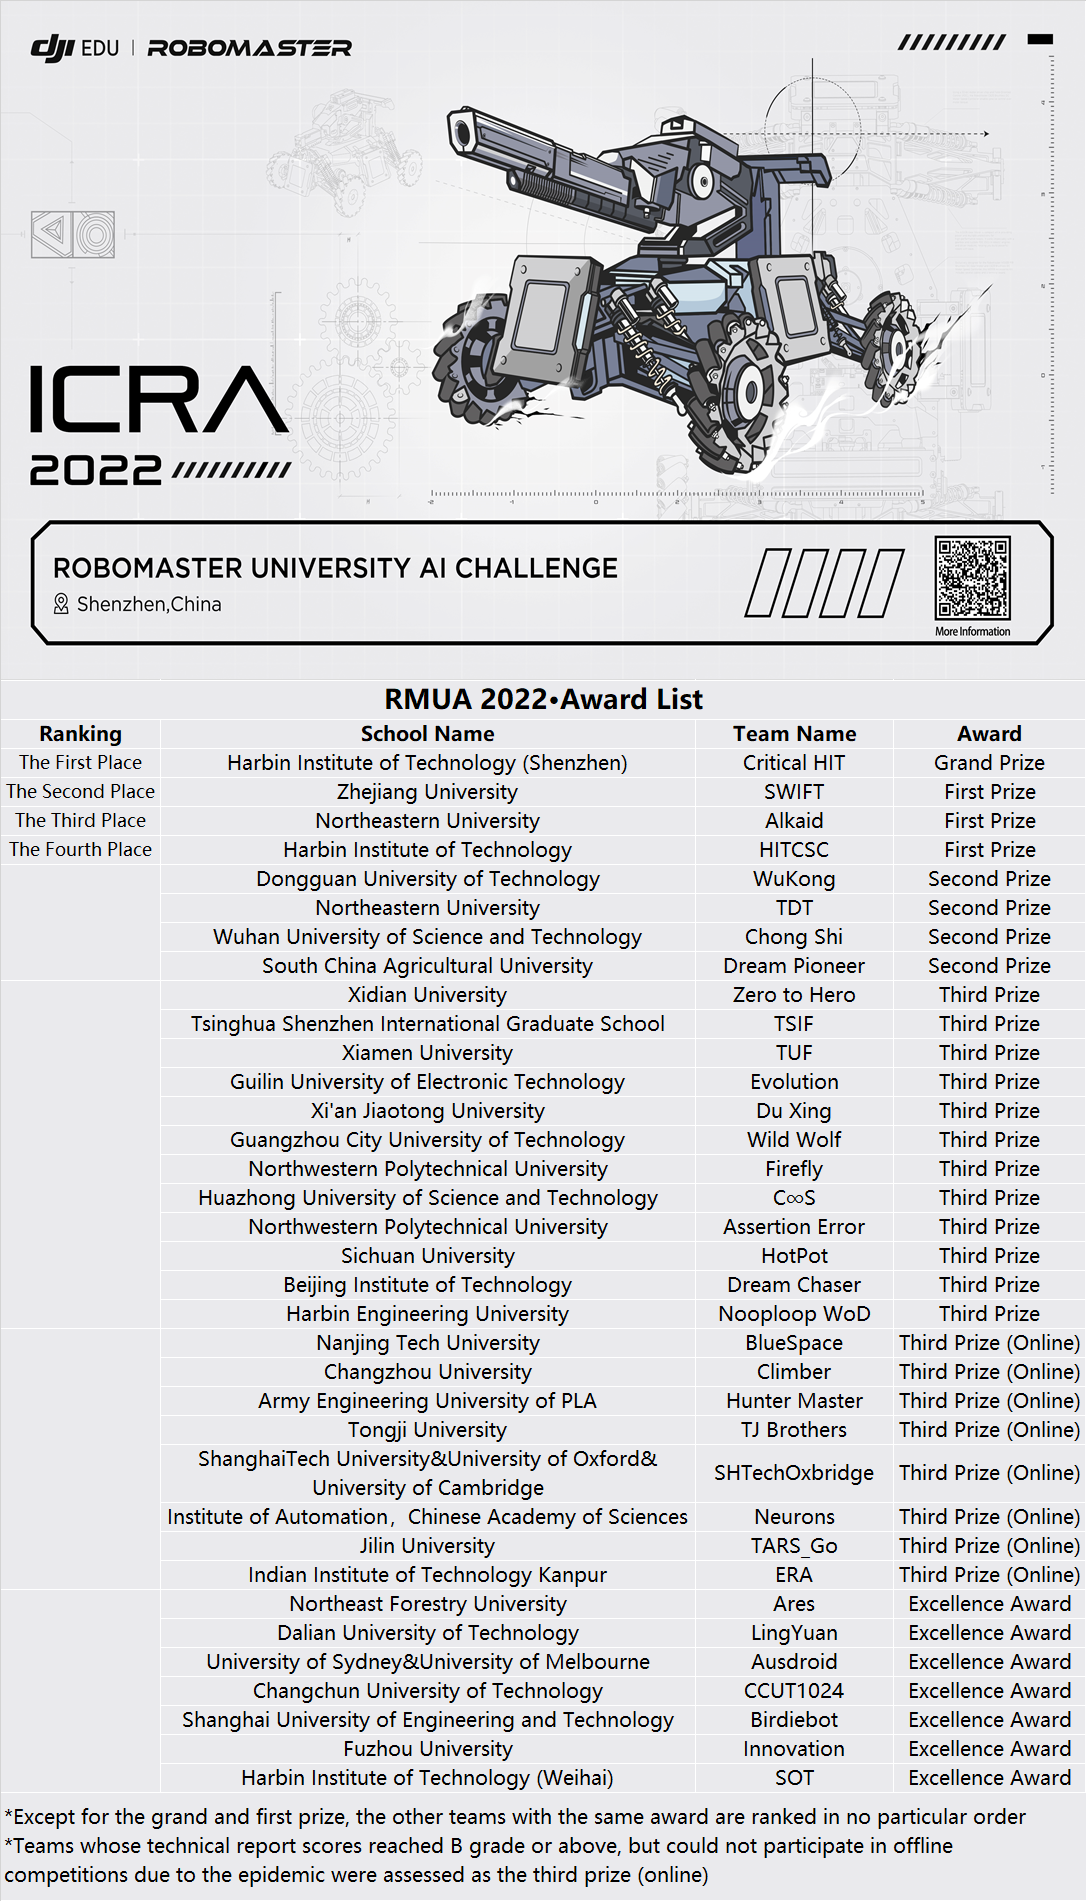 dji EDU | ROBOMASTER
ICRA
2022
ROBOMASTER UNIVERSITY AI CHALLENGE
Shenzhen,China
More Information
RMUA 2022•Award List
Ranking School Name Team Name Award
The First Place Harbin Institute of Technology (Shenzhen) Critical HIT Grand Prize
The Second Place Zhejiang University SWIFT First Prize
The Third Place Northeastern University Alkaid First Prize
The Fourth Place Harbin Institute of Technology HITCSC First Prize
Dongguan University of Technology WuKong Second Prize
Northeastern University TDT Second Prize
Wuhan University of Science and Technology Chong Shi Second Prize
South China Agricultural University Dream Pioneer Second Prize
Xidian University Zero to Hero Third Prize
Tsinghua Shenzhen International Graduate School TSIF Third Prize
Xiamen University TUF Third Prize
Guilin University of Electronic Technology Evolution Third Prize
Xi'an Jiaotong University Du Xing Third Prize
Guangzhou City University of Technology Wild Wolf Third Prize
Northwestern Polytechnical University Firefly Third Prize
Huazhong University of Science and Technology C∞S Third Prize
Northwestern Polytechnical University Assertion Error Third Prize
Sichuan University HotPot Third Prize
Beijing Institute of Technology Dream Chaser Third Prize
Harbin Engineering University Nooploop WoD Third Prize
Nanjing Tech University BlueSpace Third Prize (Online)
Changzhou University Climber Third Prize (Online)
Army Engineering University of PLA Hunter Master Third Prize (Online)
Tongji University TJ Brothers Third Prize (Online)
ShanghaiTech University&University of Oxford&
University of Cambridge SHTechOxbridge Third Prize (Online)
Institute of Automation，Chinese Academy of Sciences Neurons Third Prize (Online)
Jilin University TARS_Go Third Prize (Online)
Indian Institute of Technology Kanpur ERA Third Prize (Online)
Northeast Forestry University Ares Excellence Award
Dalian University of Technology LingYuan Excellence Award
University of Sydney&University of Melbourne Ausdroid Excellence Award
Changchun University of Technology CCUT1024 Excellence Award
Shanghai University of Engineering and Technology Birdiebot Excellence Award
Fuzhou University Innovation Excellence Award
Harbin Institute of Technology (Weihai) SOT Excellence Award
*Except for the grand and first prize, the other teams with the same award are ranked in no particular order
*Teams whose technical report scores reached B grade or above, but could not participate in offline
competitions due to the epidemic were assessed as the third prize (online)